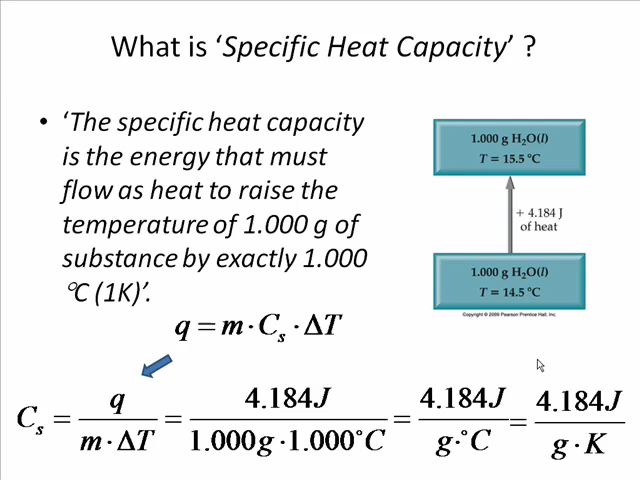 What is ‘Specific Heat Capacity’ ?
• ‘The specific heat capacity
is the energy that must
flow as heat to raise the
temperature of 1.000 g of
substance by exactly 1.000
°C (1K)’.
1.000 g H₂O(l)
T = 15.5 °C
+ 4.184 J
of heat
1.000 g H₂O(l)
T = 14.5 °C
Copyright © 2009 Pearson Prentice Hall, Inc.
q = m · Cₛ · ΔT
Cₛ = q / (m · ΔT) = 4.184J / (1.000g · 1.000°C) = 4.184J / (g·°C) = 4.184J / (g · K)